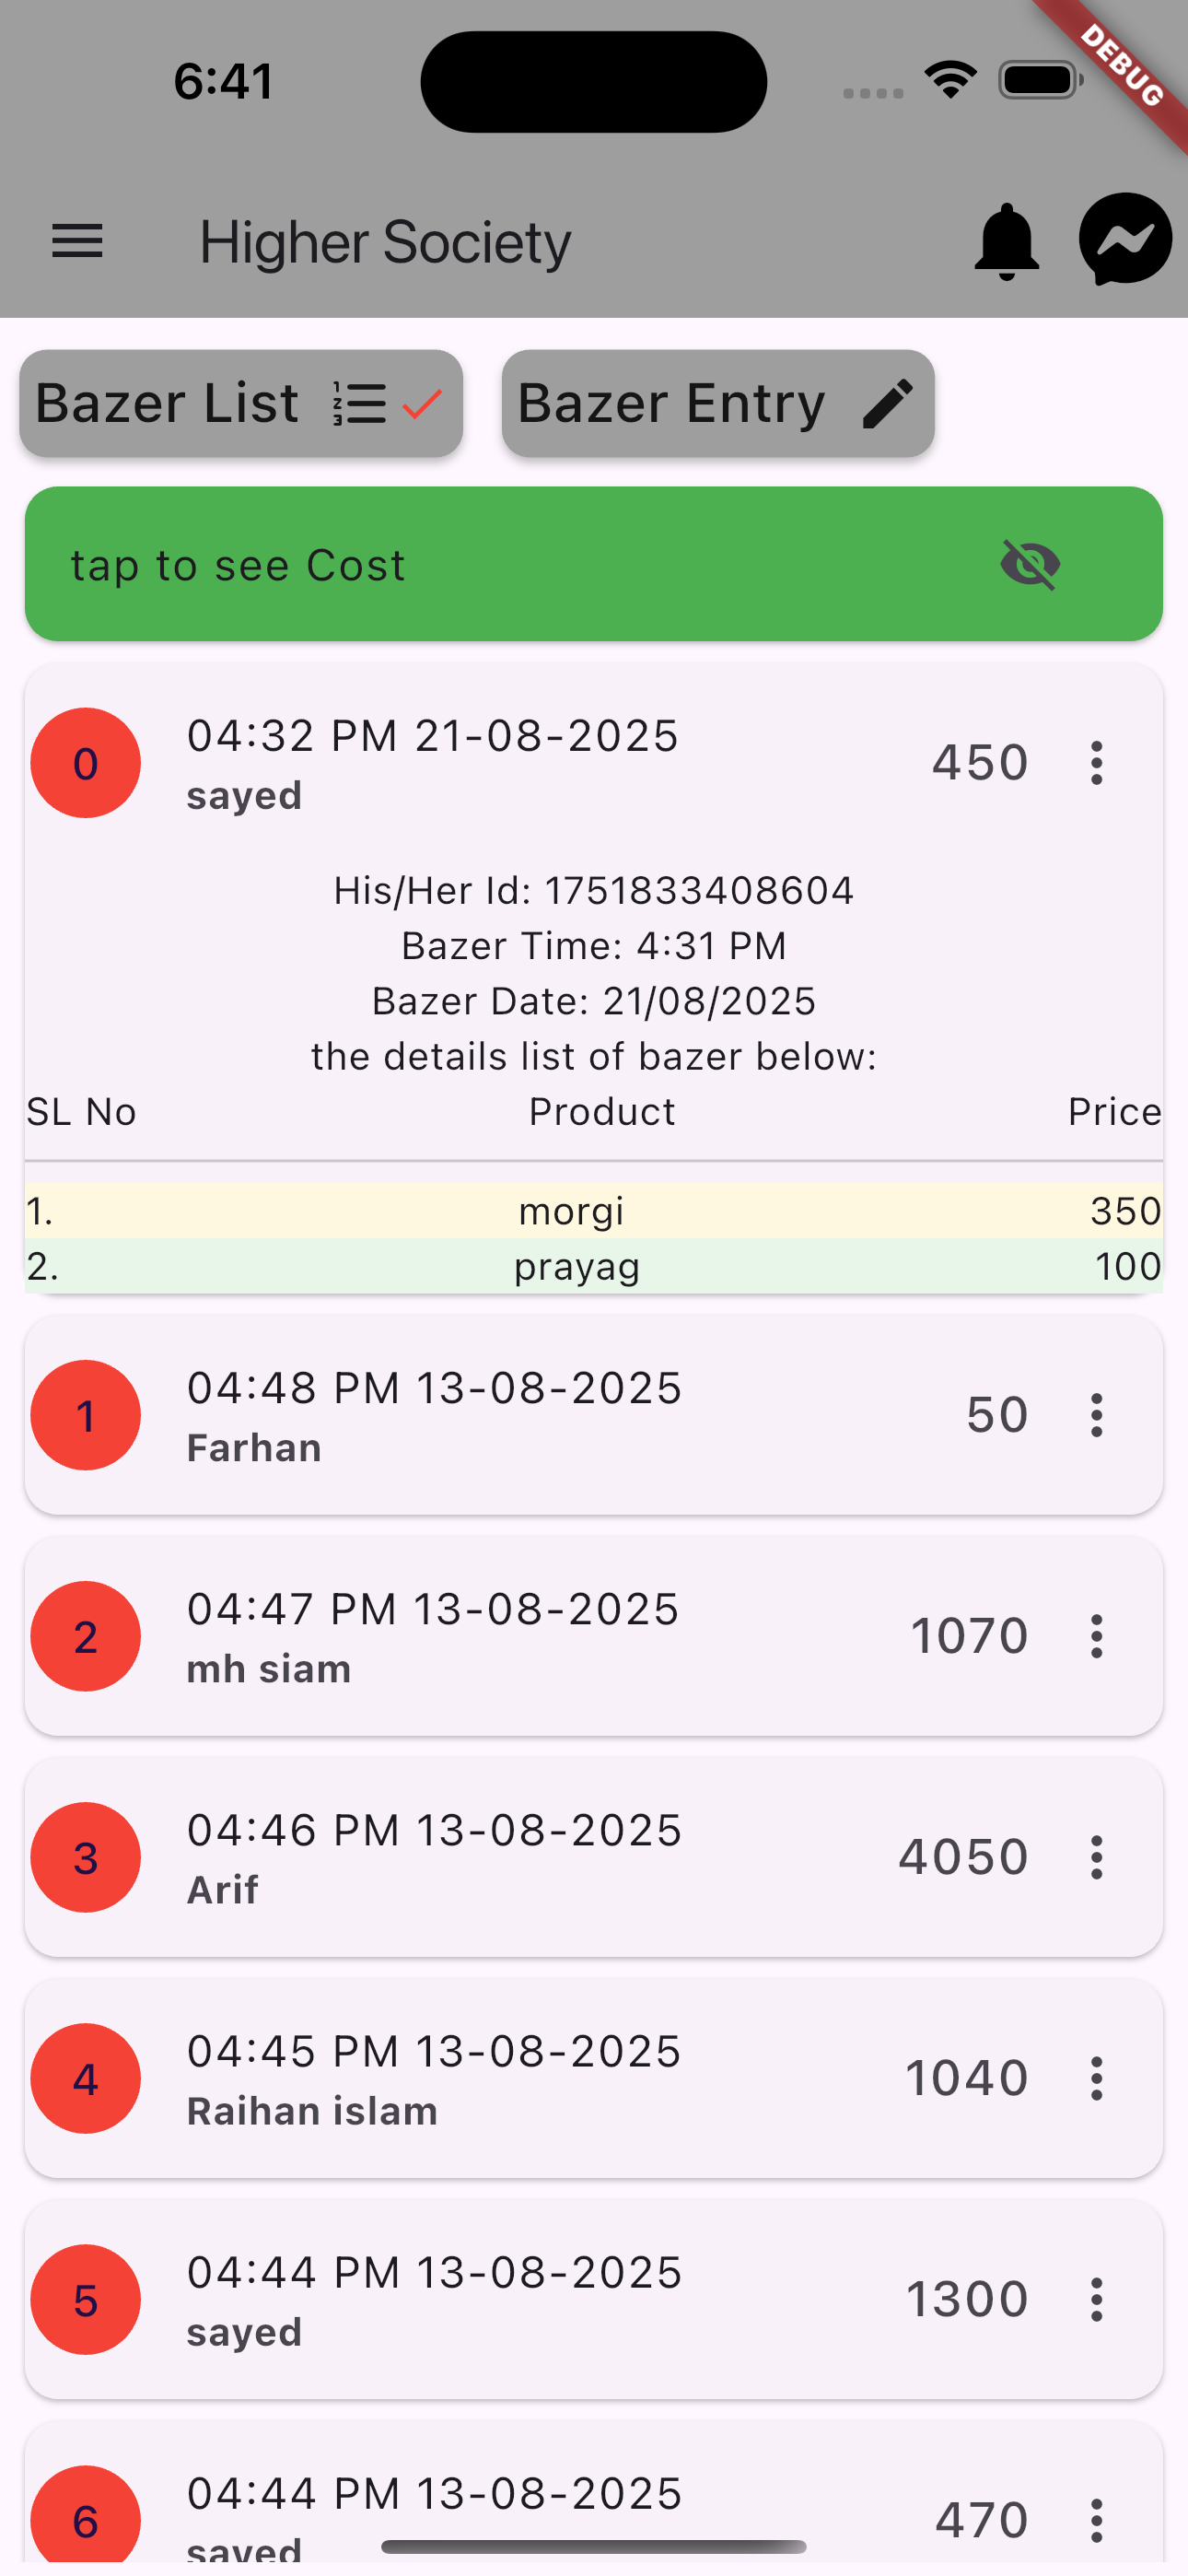 6:41
DEBUG
Higher Society
Bazer List
Bazer Entry
tap to see Cost
0
04:32 PM 21-08-2025
sayed
450
His/Her Id: 1751833408604
Bazer Time: 4:31 PM
Bazer Date: 21/08/2025
the details list of bazer below:
SL No Product Price
1. morgi 350
2. prayag 100
1
04:48 PM 13-08-2025
Farhan
50
2
04:47 PM 13-08-2025
mh siam
1070
3
04:46 PM 13-08-2025
Arif
4050
4
04:45 PM 13-08-2025
Raihan islam
1040
5
04:44 PM 13-08-2025
sayed
1300
6
04:44 PM 13-08-2025
sayed
470